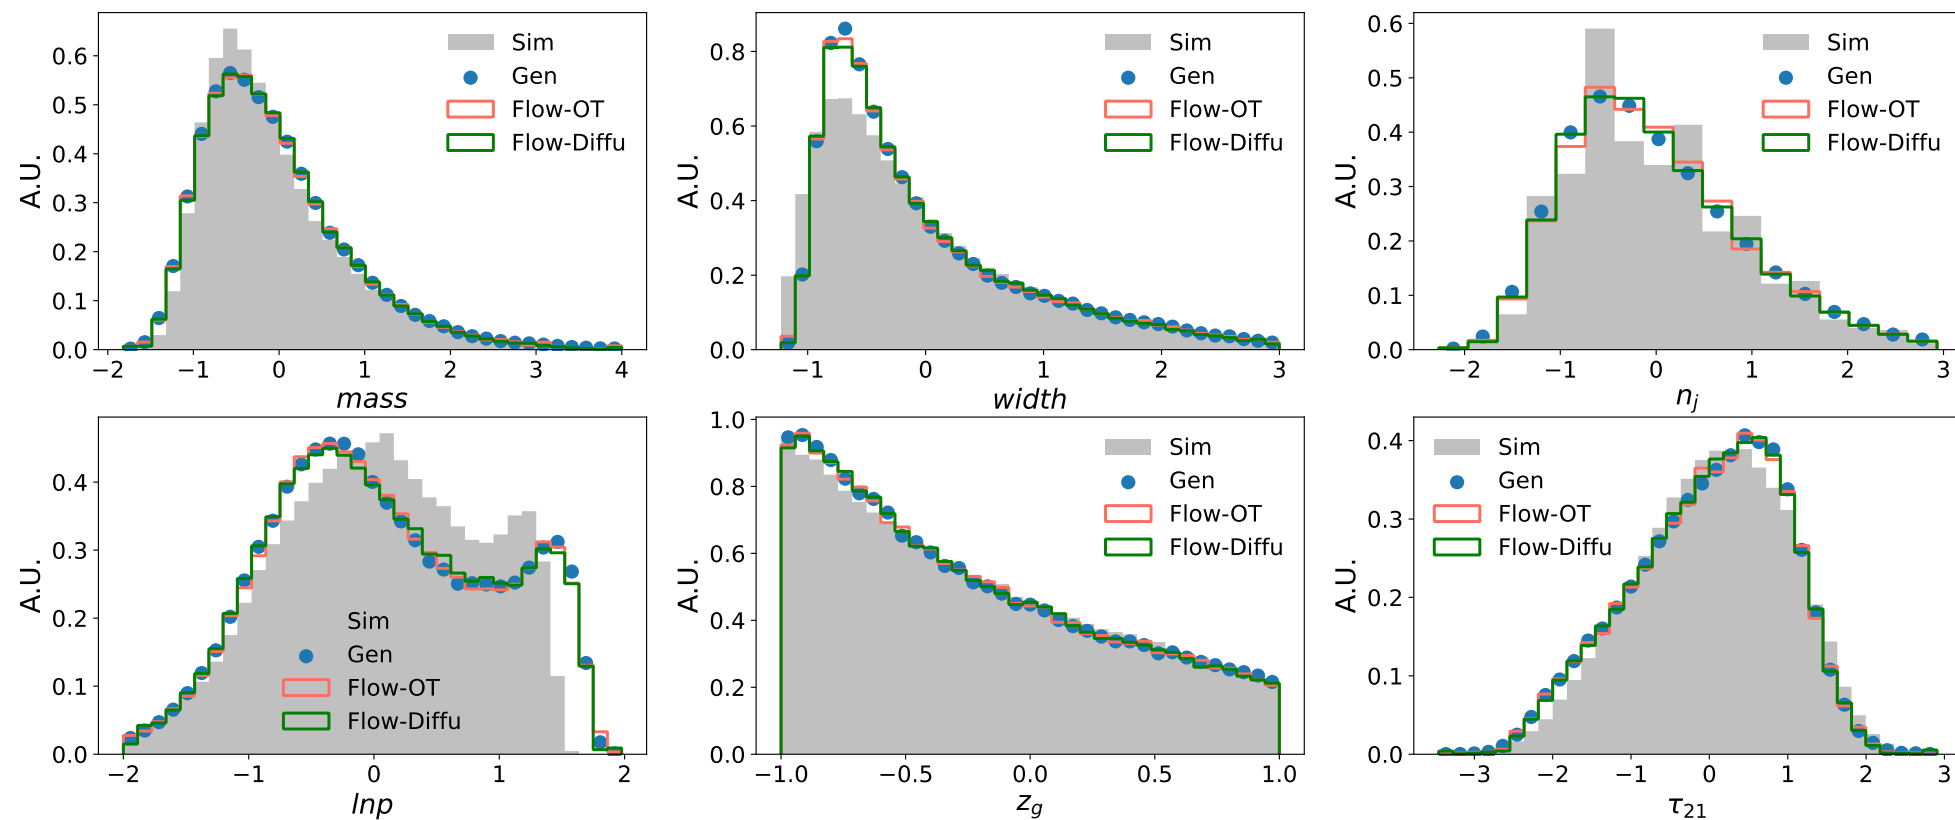 Sim
Gen
Flow-OT
Flow-Diffu
A.U.
0.6
0.5
0.4
0.3
0.2
0.1
0.0
−2 −1 0 1 2 3 4
mass
Sim
Gen
Flow-OT
Flow-Diffu
A.U.
0.8
0.6
0.4
0.2
0.0
−1 0 1 2 3
width
Sim
Gen
Flow-OT
Flow-Diffu
A.U.
0.6
0.5
0.4
0.3
0.2
0.1
0.0
−2 −1 0 1 2 3
n_j
Sim
Gen
Flow-OT
Flow-Diffu
A.U.
0.4
0.3
0.2
0.1
0.0
−2 −1 0 1 2
lnp
Sim
Gen
Flow-OT
Flow-Diffu
A.U.
1.0
0.8
0.6
0.4
0.2
0.0
−1.0 −0.5 0.0 0.5 1.0
z_g
Sim
Gen
Flow-OT
Flow-Diffu
A.U.
0.4
0.3
0.2
0.1
0.0
−3 −2 −1 0 1 2 3
τ₂₁